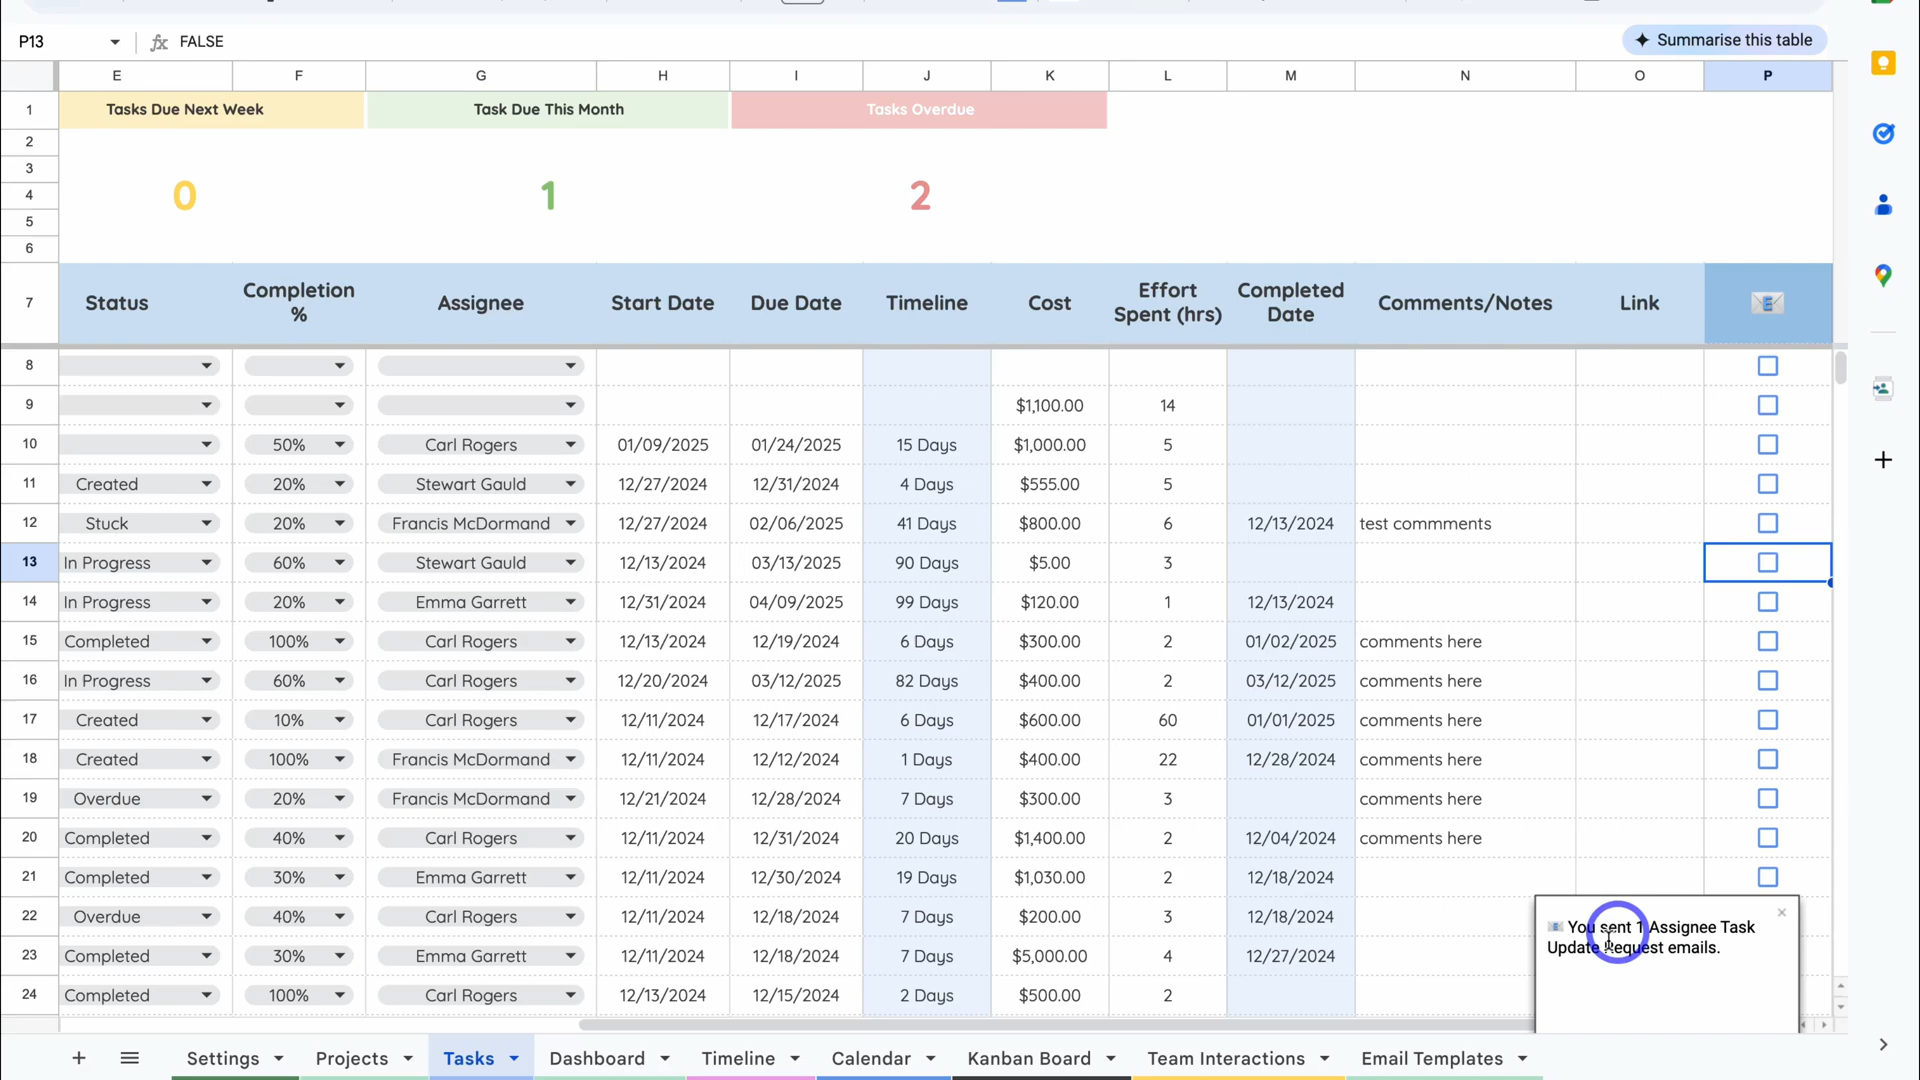 P13 fx FALSE Summarise this table
E F G H I J K L M N O P
1 Tasks Due Next Week Task Due This Month Tasks Overdue
2
3
4 0 1 2
5
6
7 Status Completion % Assignee Start Date Due Date Timeline Cost Effort Spent (hrs) Completed Date Comments/Notes Link
8
9 $1,100.00 14
10 50% Carl Rogers 01/09/2025 01/24/2025 15 Days $1,000.00 5
11 Created 20% Stewart Gauld 12/27/2024 12/31/2024 4 Days $555.00 5
12 Stuck 20% Francis McDormand 12/27/2024 02/06/2025 41 Days $800.00 6 12/13/2024 test commments
13 In Progress 60% Stewart Gauld 12/13/2024 03/13/2025 90 Days $5.00 3
14 In Progress 20% Emma Garrett 12/31/2024 04/09/2025 99 Days $120.00 1 12/13/2024
15 Completed 100% Carl Rogers 12/13/2024 12/19/2024 6 Days $300.00 2 01/02/2025 comments here
16 In Progress 60% Carl Rogers 12/20/2024 03/12/2025 82 Days $400.00 2 03/12/2025 comments here
17 Created 10% Carl Rogers 12/11/2024 12/17/2024 6 Days $600.00 60 01/01/2025 comments here
18 Created 100% Francis McDormand 12/11/2024 12/12/2024 1 Days $400.00 22 12/28/2024 comments here
19 Overdue 20% Francis McDormand 12/21/2024 12/28/2024 7 Days $300.00 3 comments here
20 Completed 40% Carl Rogers 12/11/2024 12/31/2024 20 Days $1,400.00 2 12/04/2024 comments here
21 Completed 30% Emma Garrett 12/11/2024 12/30/2024 19 Days $1,030.00 2 12/18/2024
22 Overdue 40% Carl Rogers 12/11/2024 12/18/2024 7 Days $200.00 3 12/18/2024
23 Completed 30% Emma Garrett 12/11/2024 12/18/2024 7 Days $5,000.00 4 12/27/2024
24 Completed 100% Carl Rogers 12/13/2024 12/15/2024 2 Days $500.00 2
You sent 1 Assignee Task
Update Request emails.
Settings Projects Tasks Dashboard Timeline Calendar Kanban Board Team Interactions Email Templates